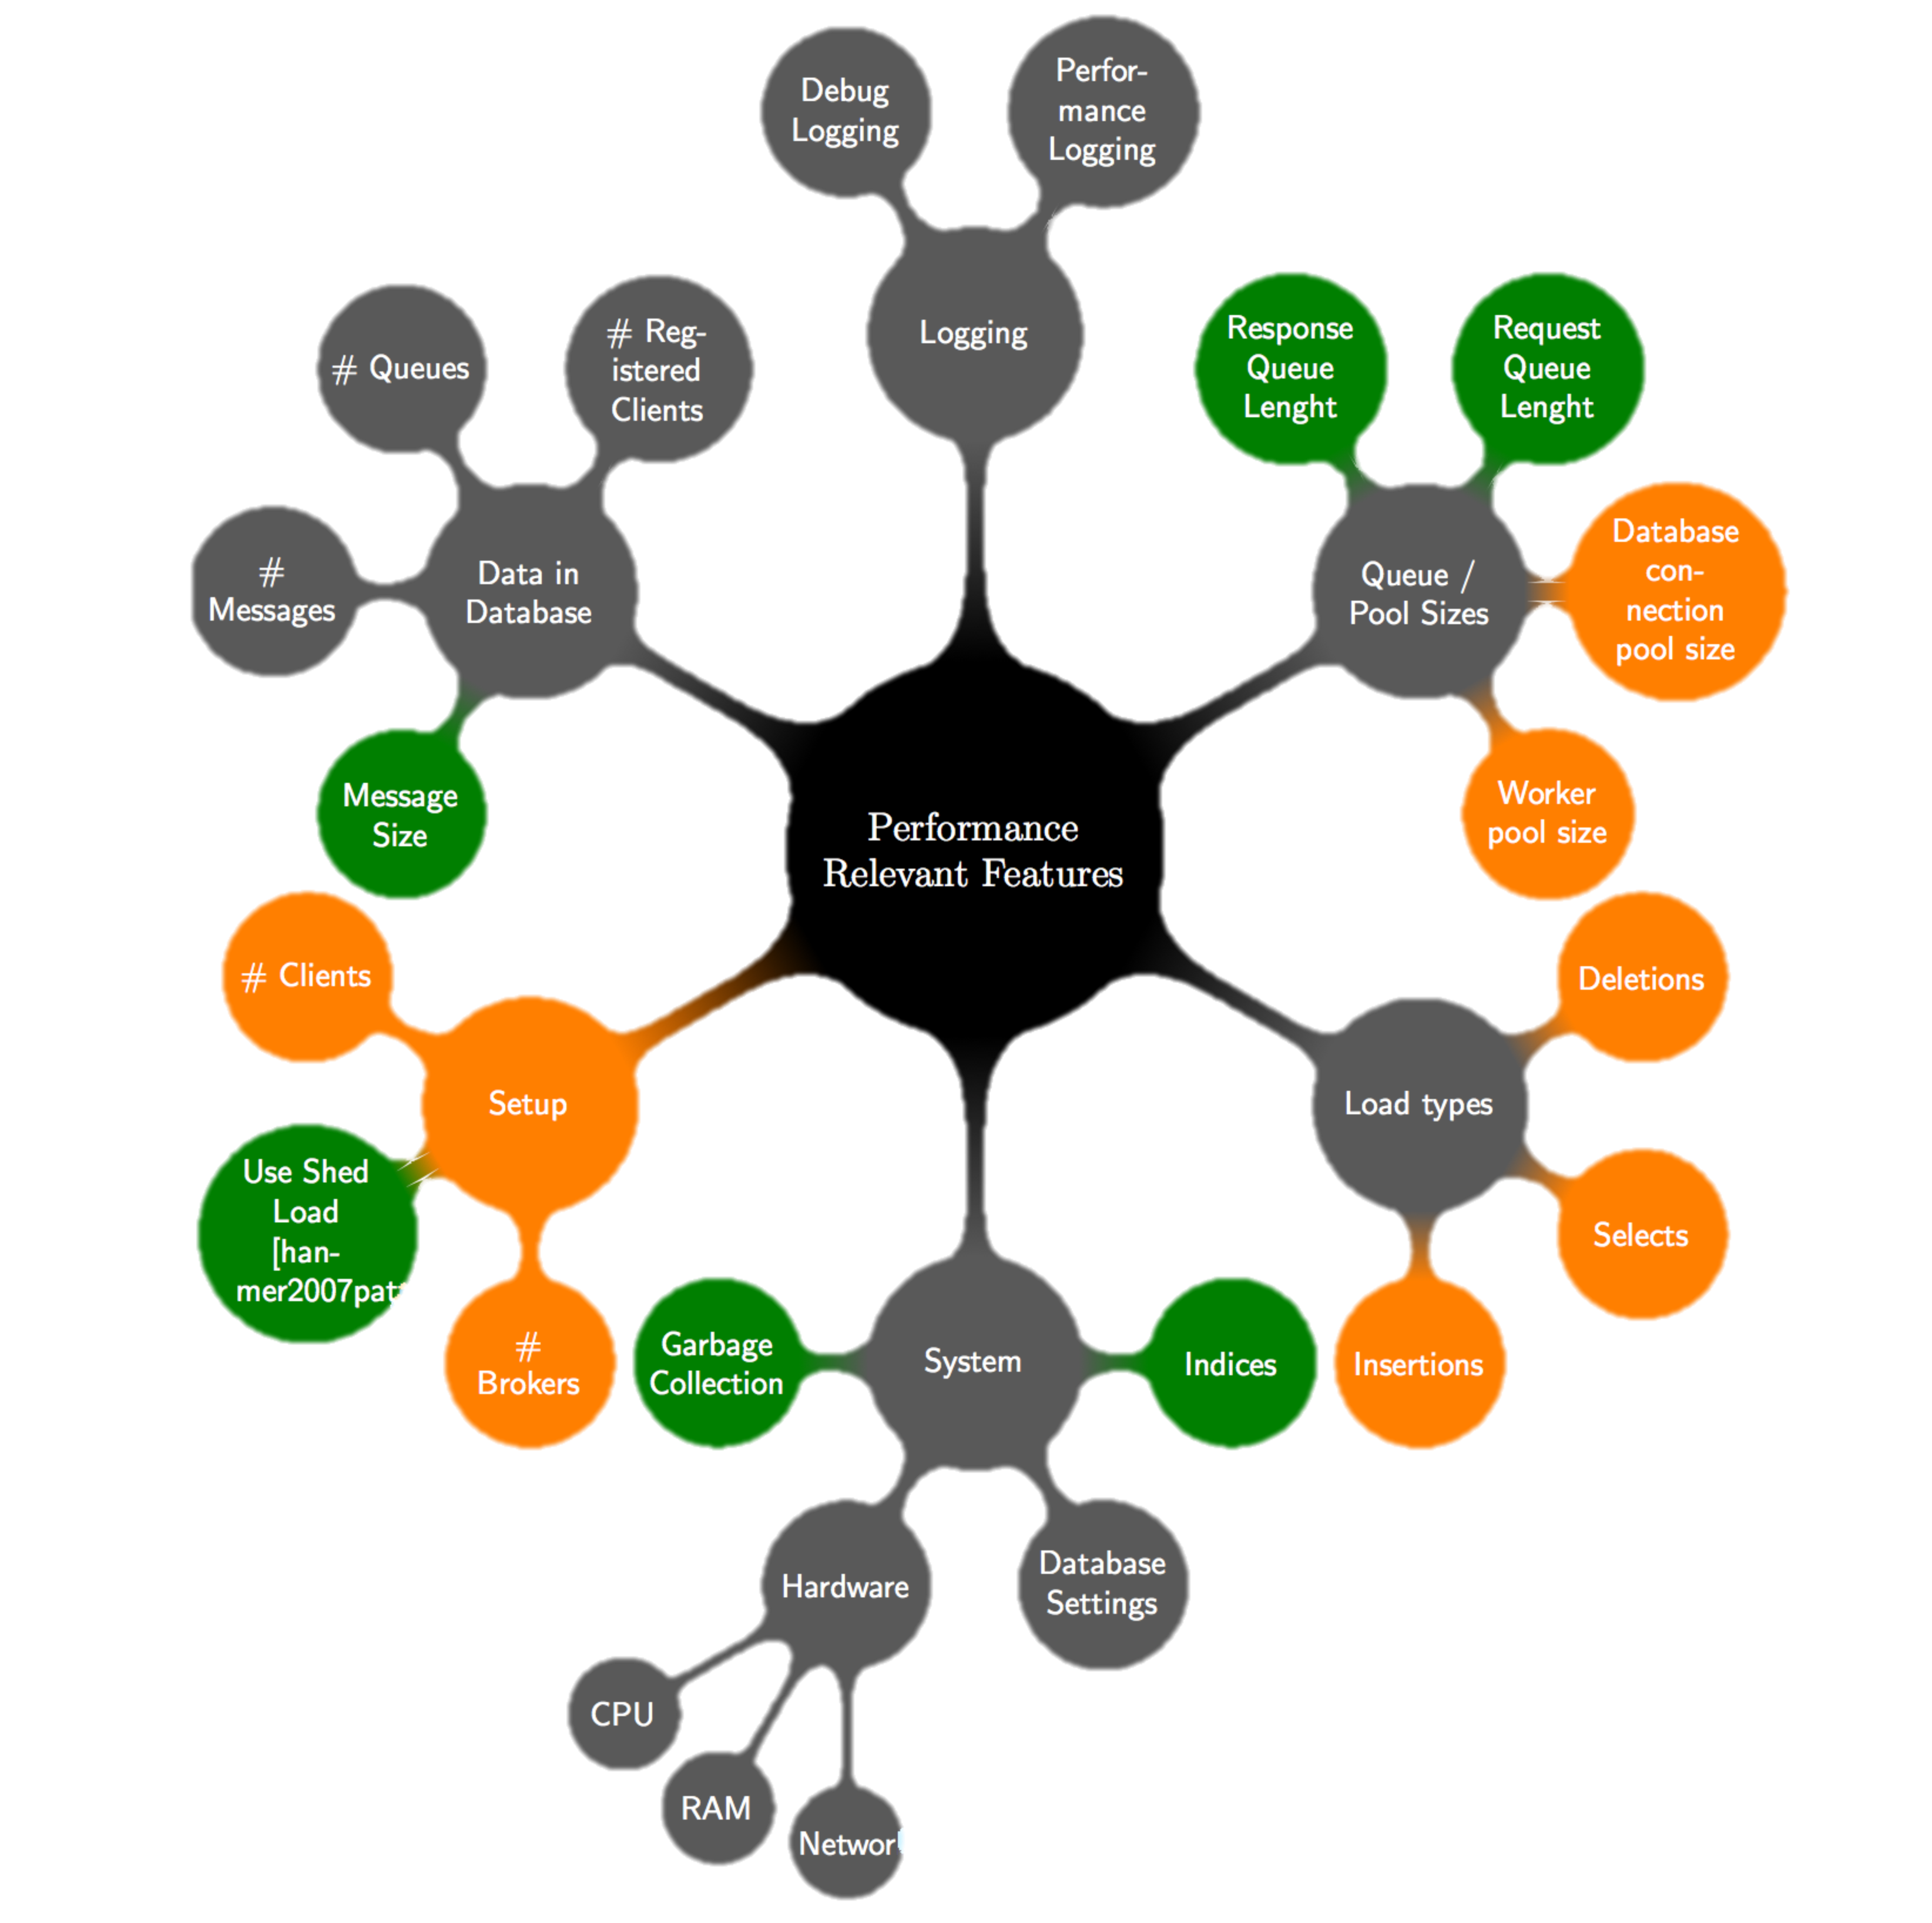 Debug
Logging
Perfor-
mance
Logging
Logging
# Queues
# Reg-
istered
Clients
#
Messages
Data in
Database
Message
Size
Response
Queue
Lenght
Request
Queue
Lenght
Queue /
Pool Sizes
Database
con-
nection
pool size
Worker
pool size
Performance
Relevant Features
# Clients
Setup
Use Shed
Load
[han-
mer2007pat
#
Brokers
Deletions
Load types
Selects
Insertions
Garbage
Collection
System
Indices
Hardware
Database
Settings
CPU
RAM
Networ